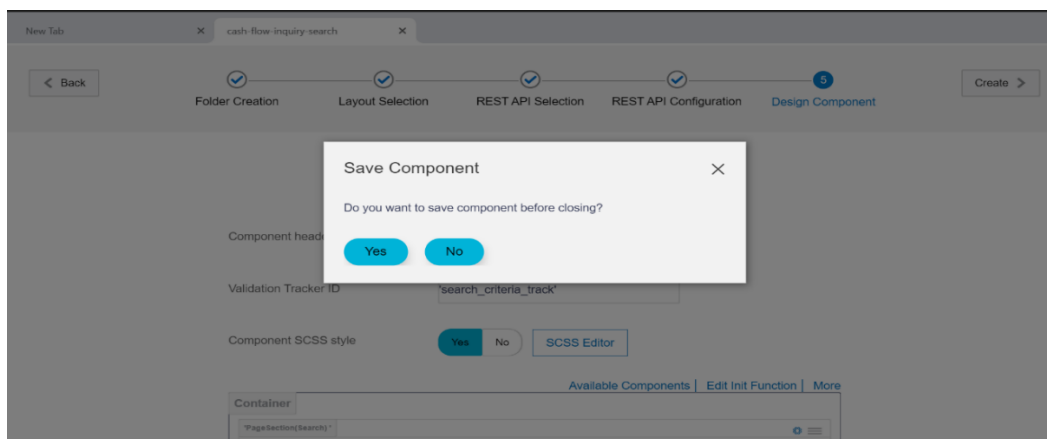 New Tab
cash-flow-inquiry-search
Back
Create
5
Folder Creation
Layout Selection
REST API Selection
REST API Configuration
Design Component
Save Component
Do you want to save component before closing?
Yes
No
Component head
Validation Tracker ID
'search_criteria_track'
Component SCSS style
Yes
No
SCSS Editor
Available Components | Edit Init Function | More
Container
'PageSection(Search) '